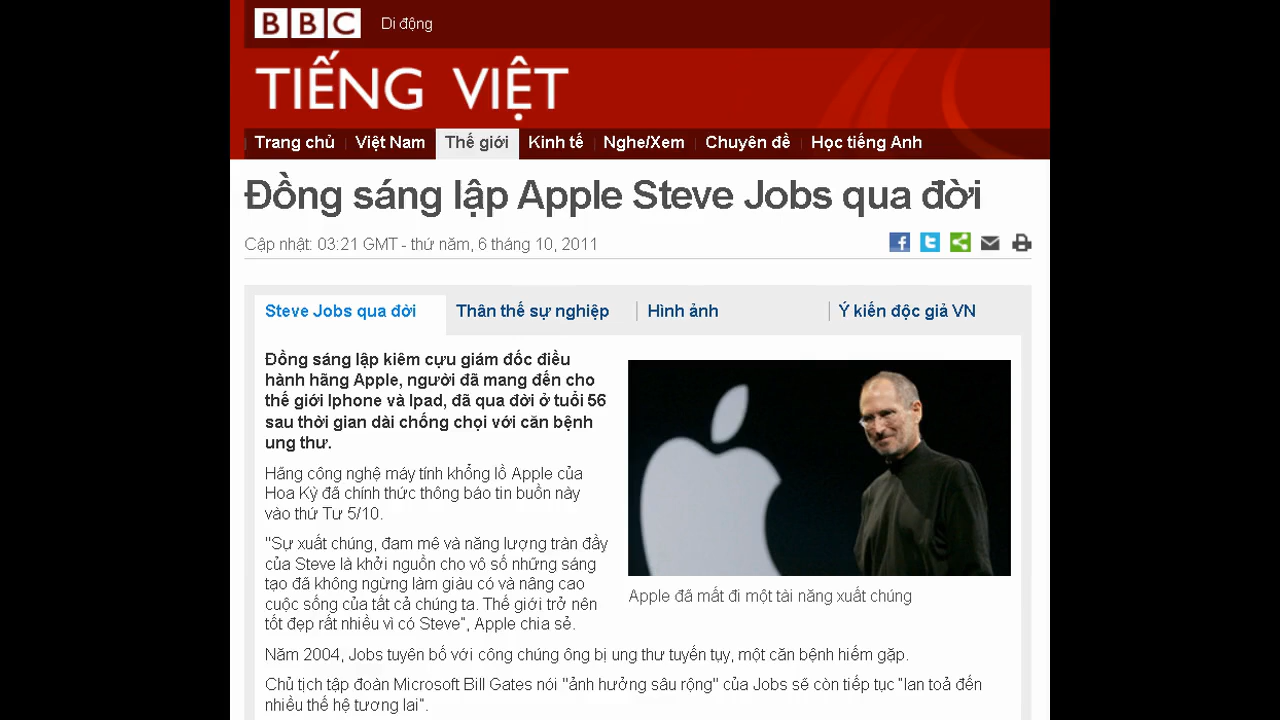 BBC Di động
TIẾNG VIỆT
Trang chủ Việt Nam Thế giới Kinh tế Nghe/Xem Chuyên đề Học tiếng Anh
Đồng sáng lập Apple Steve Jobs qua đời
Cập nhật: 03:21 GMT - thứ năm, 6 tháng 10, 2011
Steve Jobs qua đời Thân thế sự nghiệp Hình ảnh Ý kiến độc giả VN
Đồng sáng lập kiêm cựu giám đốc điều
hành hãng Apple, người đã mang đến cho
thế giới Iphone và Ipad, đã qua đời ở tuổi 56
sau thời gian dài chống chọi với căn bệnh
ung thư.
Hãng công nghệ máy tính khổng lồ Apple của
Hoa Kỳ đã chính thức thông báo tin buồn này
vào thứ Tư 5/10.
"Sự xuất chúng, đam mê và năng lượng tràn đầy
của Steve là khởi nguồn cho vô số những sáng
tạo đã không ngừng làm giàu có và nâng cao
cuộc sống của tất cả chúng ta. Thế giới trở nên
tốt đẹp rất nhiều vì có Steve", Apple chia sẻ.
Apple đã mất đi một tài năng xuất chúng
Năm 2004, Jobs tuyên bố với công chúng ông bị ung thư tuyến tụy, một căn bệnh hiếm gặp.
Chủ tịch tập đoàn Microsoft Bill Gates nói "ảnh hưởng sâu rộng" của Jobs sẽ còn tiếp tục "lan toả đến
nhiều thế hệ tương lai".